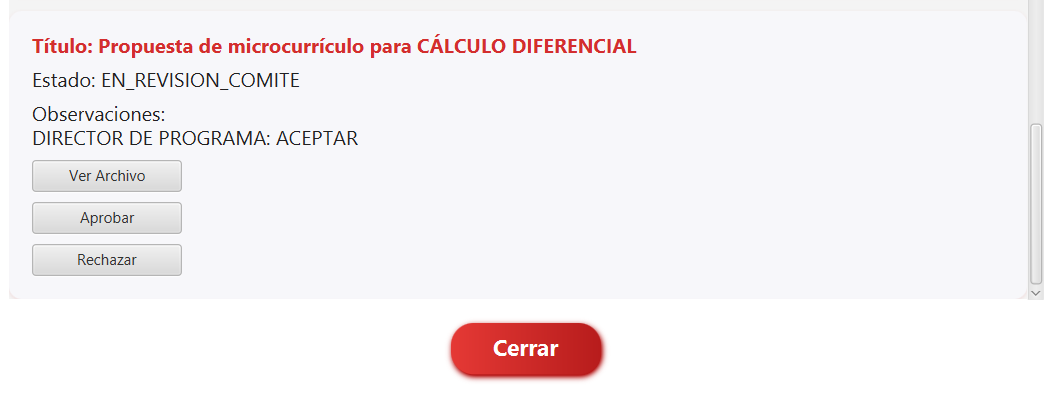 Título: Propuesta de microcurrículo para CÁLCULO DIFERENCIAL
Estado: EN_REVISION_COMITE
Observaciones:
DIRECTOR DE PROGRAMA: ACEPTAR
Ver Archivo
Aprobar
Rechazar
Cerrar